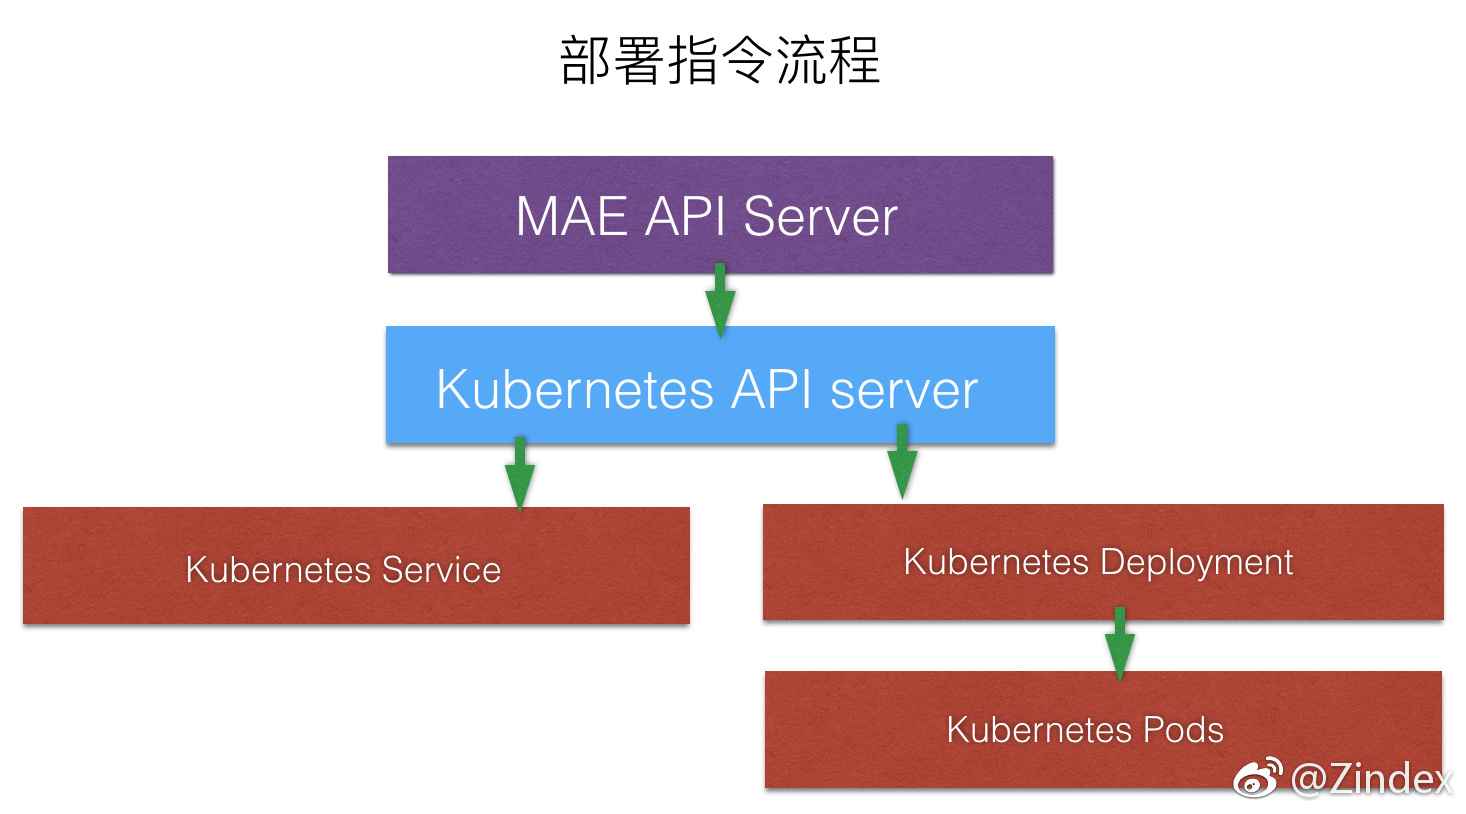 部署指令流程
MAE API Server
Kubernetes API server
Kubernetes Service
Kubernetes Deployment
Kubernetes Pods
@Zindex